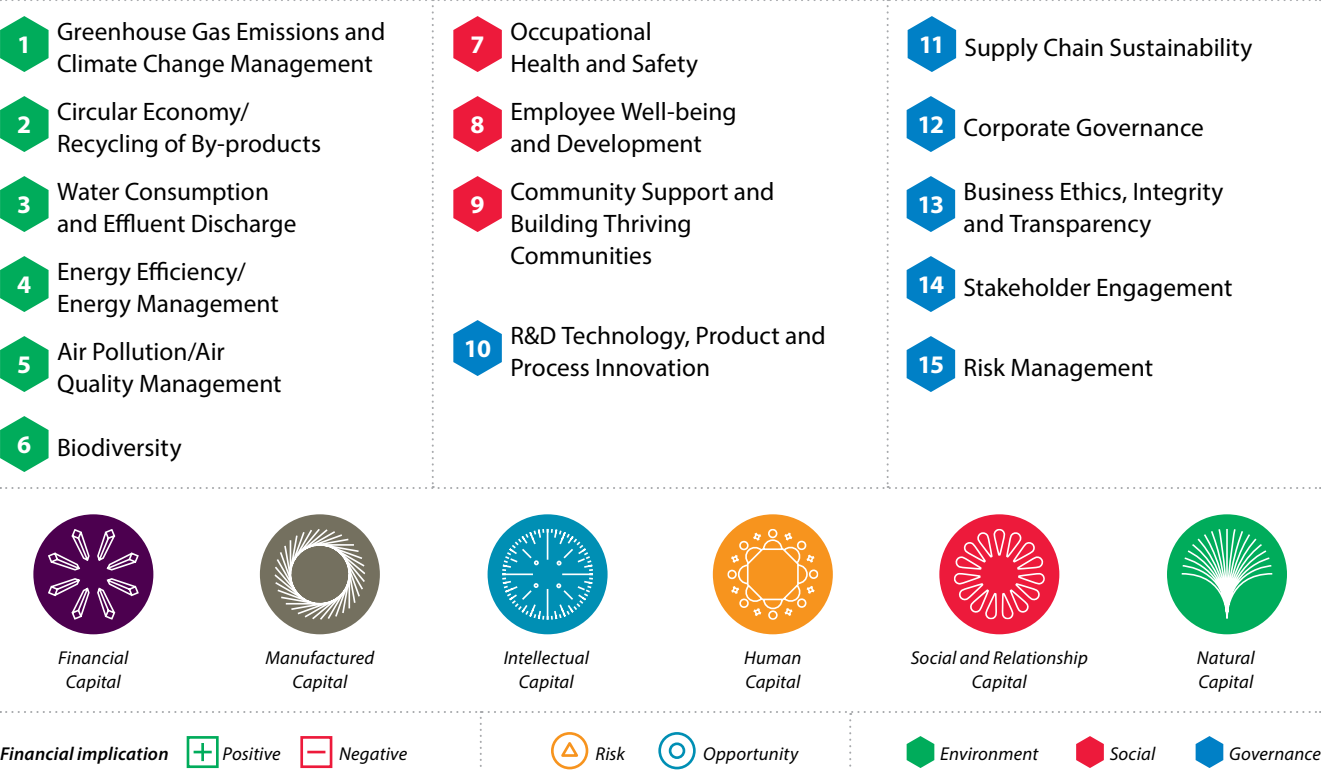 1
Greenhouse Gas Emissions and
Climate Change Management
2
Circular Economy/
Recycling of By-products
3
Water Consumption
and Effluent Discharge
4
Energy Efficiency/
Energy Management
5
Air Pollution/Air
Quality Management
6
Biodiversity
7
Occupational
Health and Safety
8
Employee Well-being
and Development
9
Community Support and
Building Thriving
Communities
10
R&D Technology, Product and
Process Innovation
11
Supply Chain Sustainability
12
Corporate Governance
13
Business Ethics, Integrity
and Transparency
14
Stakeholder Engagement
15
Risk Management
Financial
Capital
Manufactured
Capital
Intellectual
Capital
Human
Capital
Social and Relationship
Capital
Natural
Capital
Financial implication
Positive
Negative
Risk
Opportunity
Environment
Social
Governance